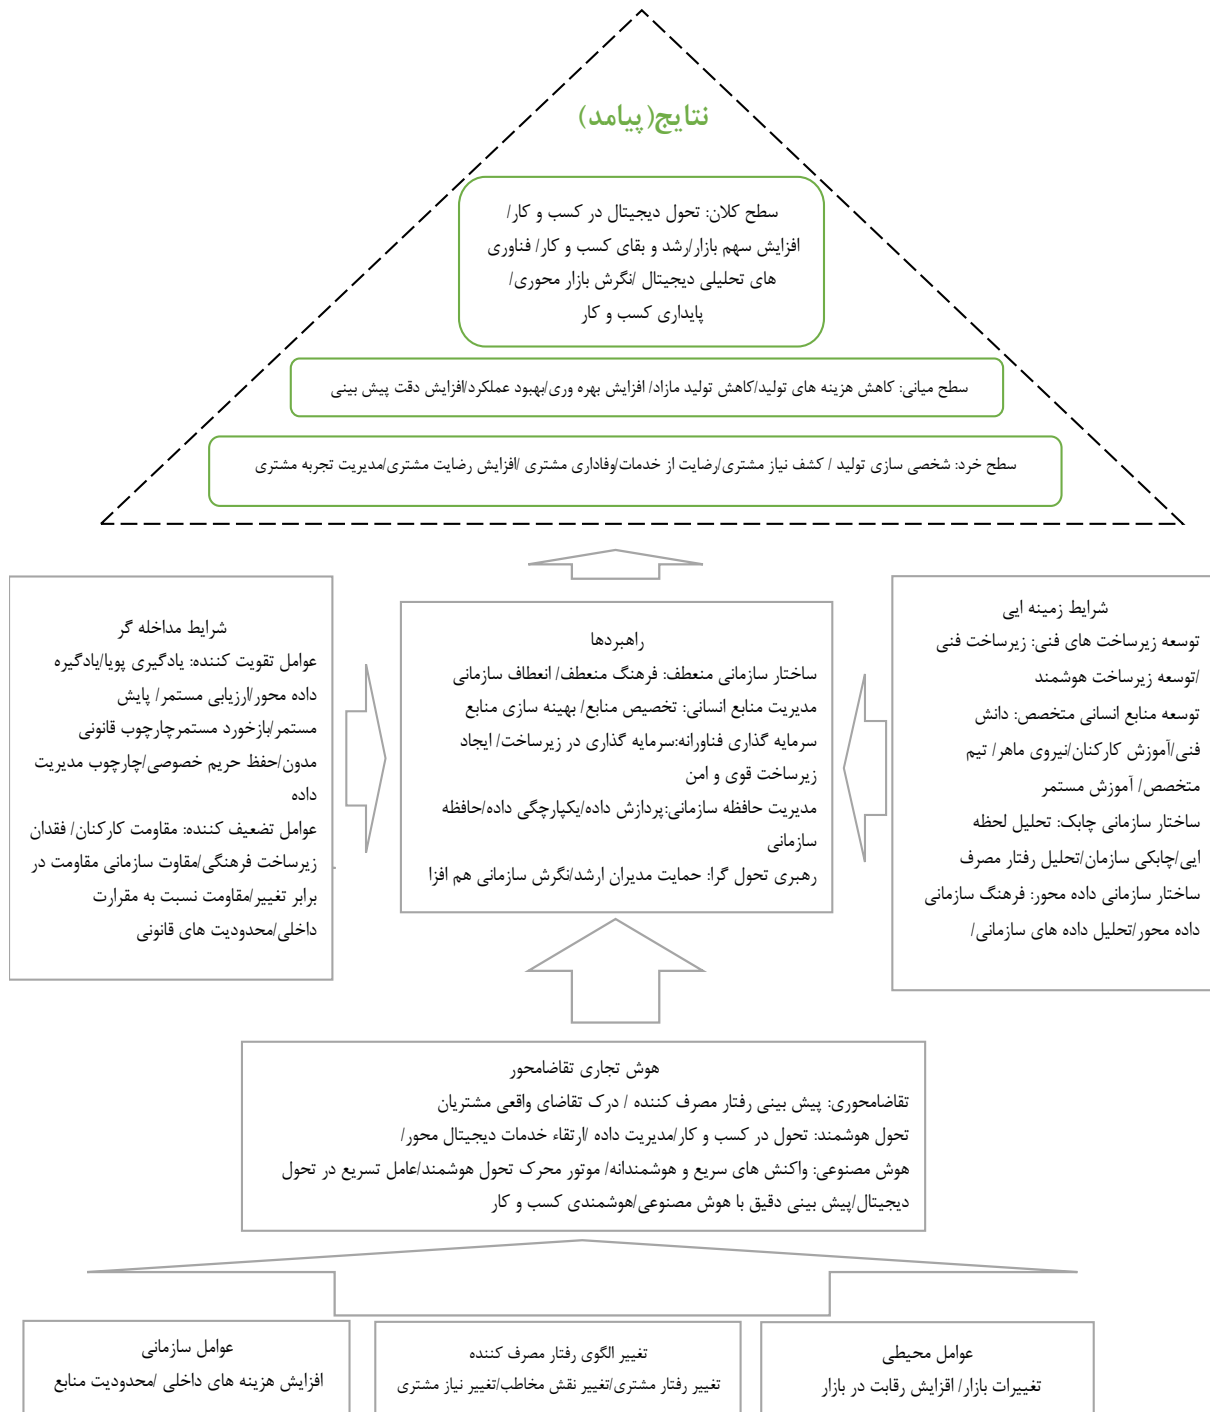 نتایج(پیامد)
سطح کلان: تحول دیجیتال در کسب و کار/
افزایش سهم بازار/رشد و بقای کسب و کار/ فناوری
های تحلیلی دیجیتال /نگرش بازار محوری/
پایداری کسب و کار
سطح میانی: کاهش هزینه های تولید/کاهش تولید مازاد/ افزایش بهره وری/بهبود عملکرد/افزایش دقت پیش بینی
سطح خرد: شخصی سازی تولید / کشف نیاز مشتری/رضایت از خدمات/وفاداری مشتری /افزایش رضایت مشتری/مدیریت تجربه مشتری
شرایط زمینه ایی
توسعه زیرساخت های فنی: زیرساخت فنی
/توسعه زیرساخت هوشمند
توسعه منابع انسانی متخصص: دانش
فنی/آموزش کارکنان/نیروی ماهر/ تیم
متخصص/ آموزش مستمر
ساختار سازمانی چابک: تحلیل لحظه
ایی/چابکی سازمان/تحلیل رفتار مصرف
ساختار سازمانی داده محور: فرهنگ سازمانی
داده محور/تحلیل داده های سازمانی/
راهبردها
ساختار سازمانی منعطف: فرهنگ منعطف/ انعطاف سازمانی
مدیریت منابع انسانی: تخصیص منابع/ بهینه سازی منابع
سرمایه گذاری فناورانه:سرمایه گذاری در زیرساخت/ ایجاد
زیرساخت قوی و امن
مدیریت حافظه سازمانی:پردازش داده/یکپارچگی داده/حافظه
سازمانی
رهبری تحول گرا: حمایت مدیران ارشد/نگرش سازمانی هم افزا
شرایط مداخله گر
عوامل تقویت کننده: یادگیری پویا/یادگیره
داده محور/ارزیابی مستمر/ پایش
مستمر/بازخورد مستمرچارچوب قانونی
مدون/حفظ حریم خصوصی/چارچوب مدیریت
داده
عوامل تضعیف کننده: مقاومت کارکنان/ فقدان
زیرساخت فرهنگی/مقاوت سازمانی مقاومت در
برابر تغییر/مقاومت نسبت به مقرارت
داخلی/محدودیت های قانونی
هوش تجاری تقاضامحور
تقاضامحوری: پیش بینی رفتار مصرف کننده / درک تقاضای واقعی مشتریان
تحول هوشمند: تحول در کسب و کار/مدیریت داده /ارتقاء خدمات دیجیتال محور/
هوش مصنوعی: واکنش های سریع و هوشمندانه/ موتور محرک تحول هوشمند/عامل تسریع در تحول
دیجیتال/پیش بینی دقیق با هوش مصنوعی/هوشمندی کسب و کار
عوامل محیطی
تغییرات بازار/ اقزایش رقابت در بازار
تغییر الگوی رفتار مصرف کننده
تغییر رفتار مشتری/تغییر نقش مخاطب/تغییر نیاز مشتری
عوامل سازمانی
افزایش هزینه های داخلی /محدودیت منابع